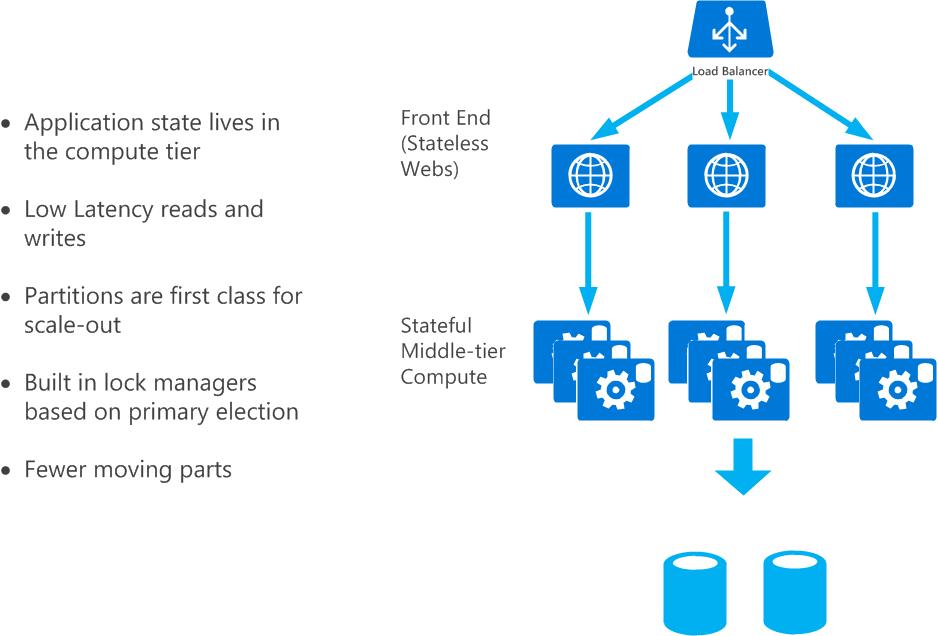 Load Balancer
• Application state lives in
the compute tier
• Low Latency reads and
writes
• Partitions are first class for
scale-out
• Built in lock managers
based on primary election
• Fewer moving parts
Front End
(Stateless
Webs)
Stateful
Middle-tier
Compute